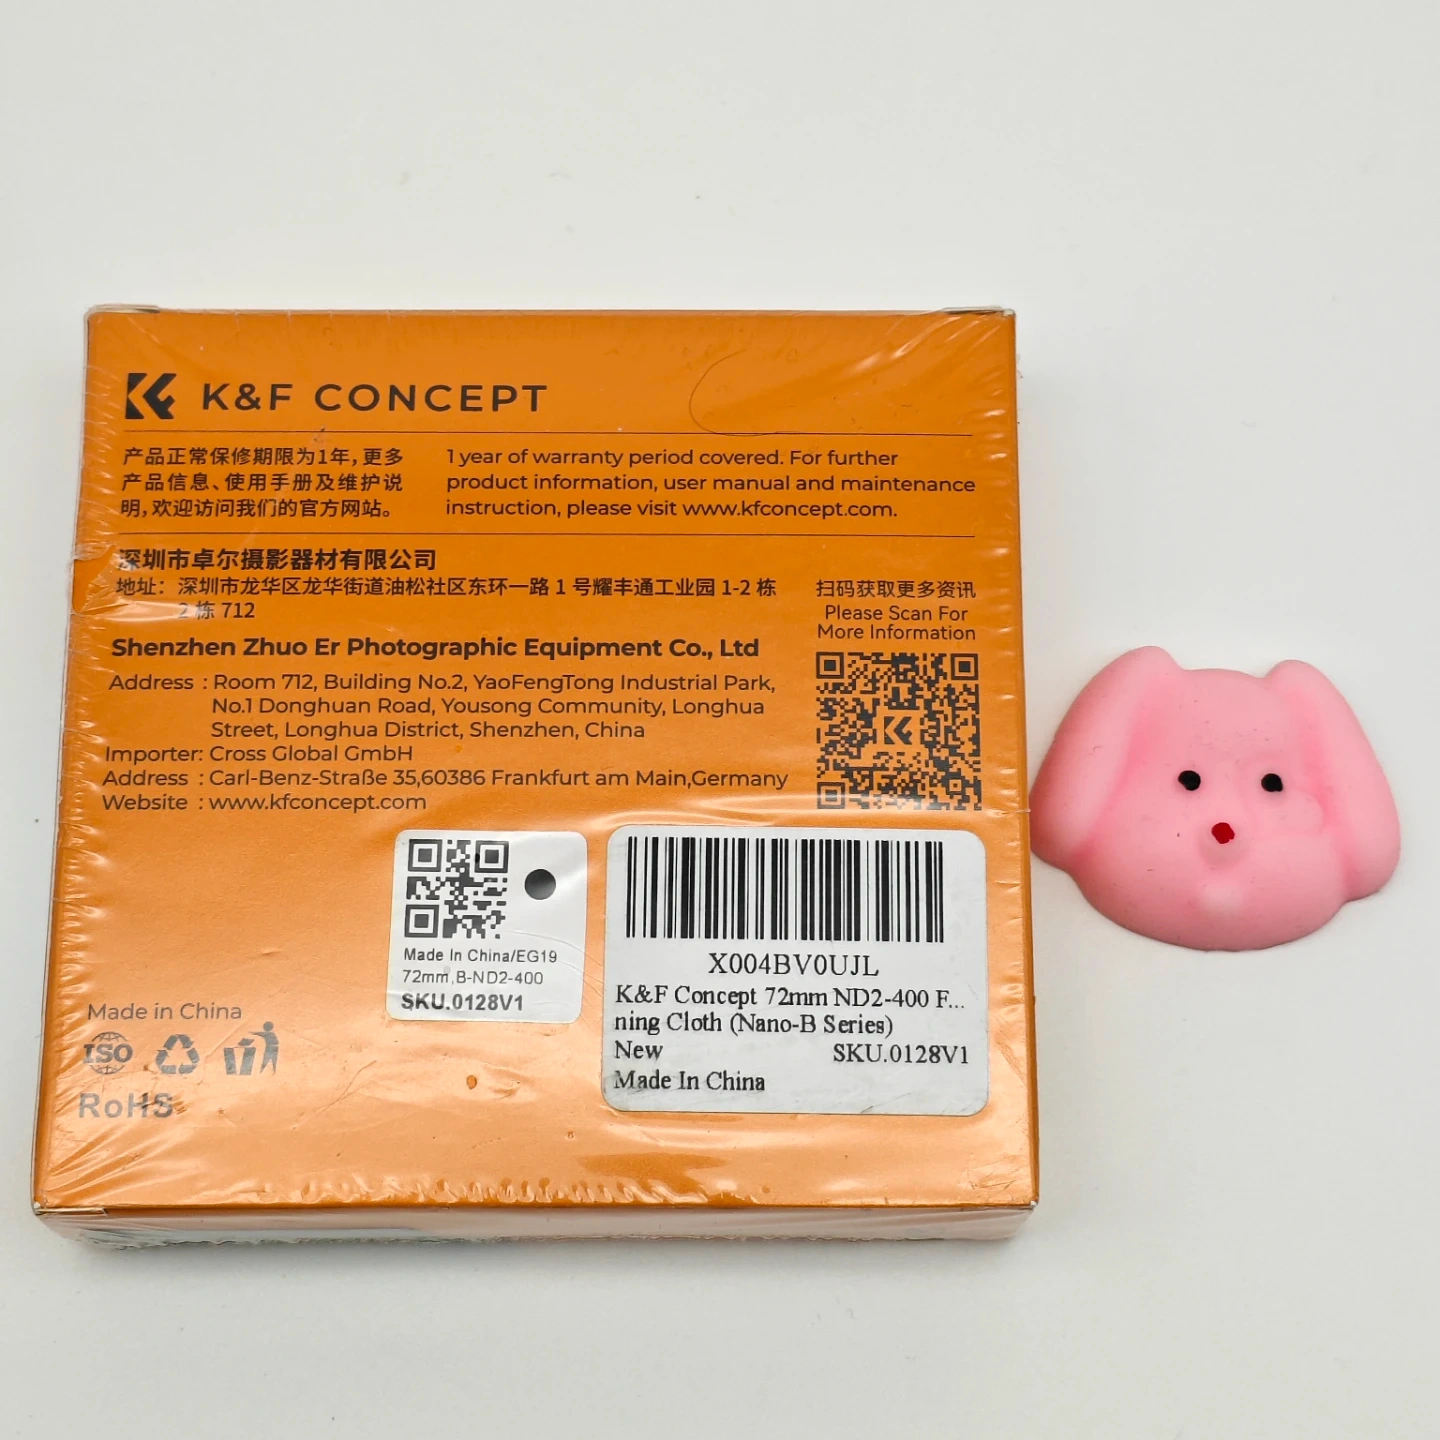 K&F CONCEPT
产品正常保修期限为1年,更多
产品信息、使用手册及维护说
明,欢迎访问我们的官方网站。
1 year of warranty period covered. For further
product information, user manual and maintenance
instruction, please visit www.kfconcept.com.
深圳市卓尔摄影器材有限公司
地址：深圳市龙华区龙华街道油松社区东环一路 1 号耀丰通工业园 1-2 栋
2 栋 712
Shenzhen Zhuo Er Photographic Equipment Co., Ltd
Address : Room 712, Building No.2, YaoFengTong Industrial Park,
No.1 Donghuan Road, Yousong Community, Longhua
Street, Longhua District, Shenzhen, China
Importer: Cross Global GmbH
Address : Carl-Benz-Straße 35,60386 Frankfurt am Main,Germany
Website : www.kfconcept.com
扫码获取更多资讯
Please Scan For
More Information
Made In China/EG19
72mm,B-ND2-400
SKU.0128V1
X004BV0UJL
K&F Concept 72mm ND2-400 F...
ning Cloth (Nano-B Series)
New SKU.0128V1
Made In China
Made in China
ISO
RoHS